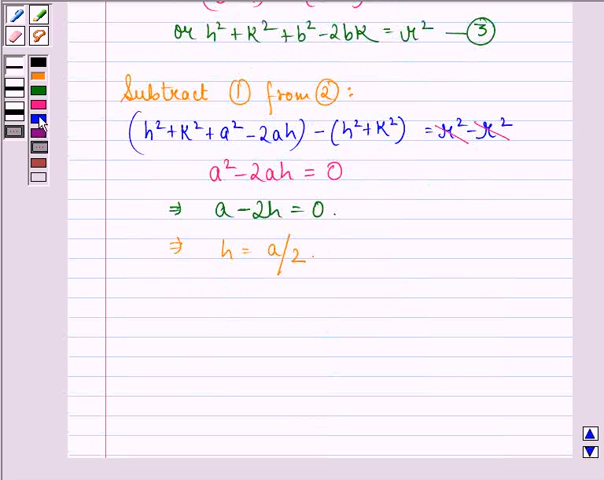 or h² + k² + b² - 2bk = r² — ③
Subtract ① from ② :
(h² + k² + a² - 2ah) - (h² + k²) = r² - r²
a² - 2ah = 0
⇒ a - 2h = 0.
⇒ h = a/2.